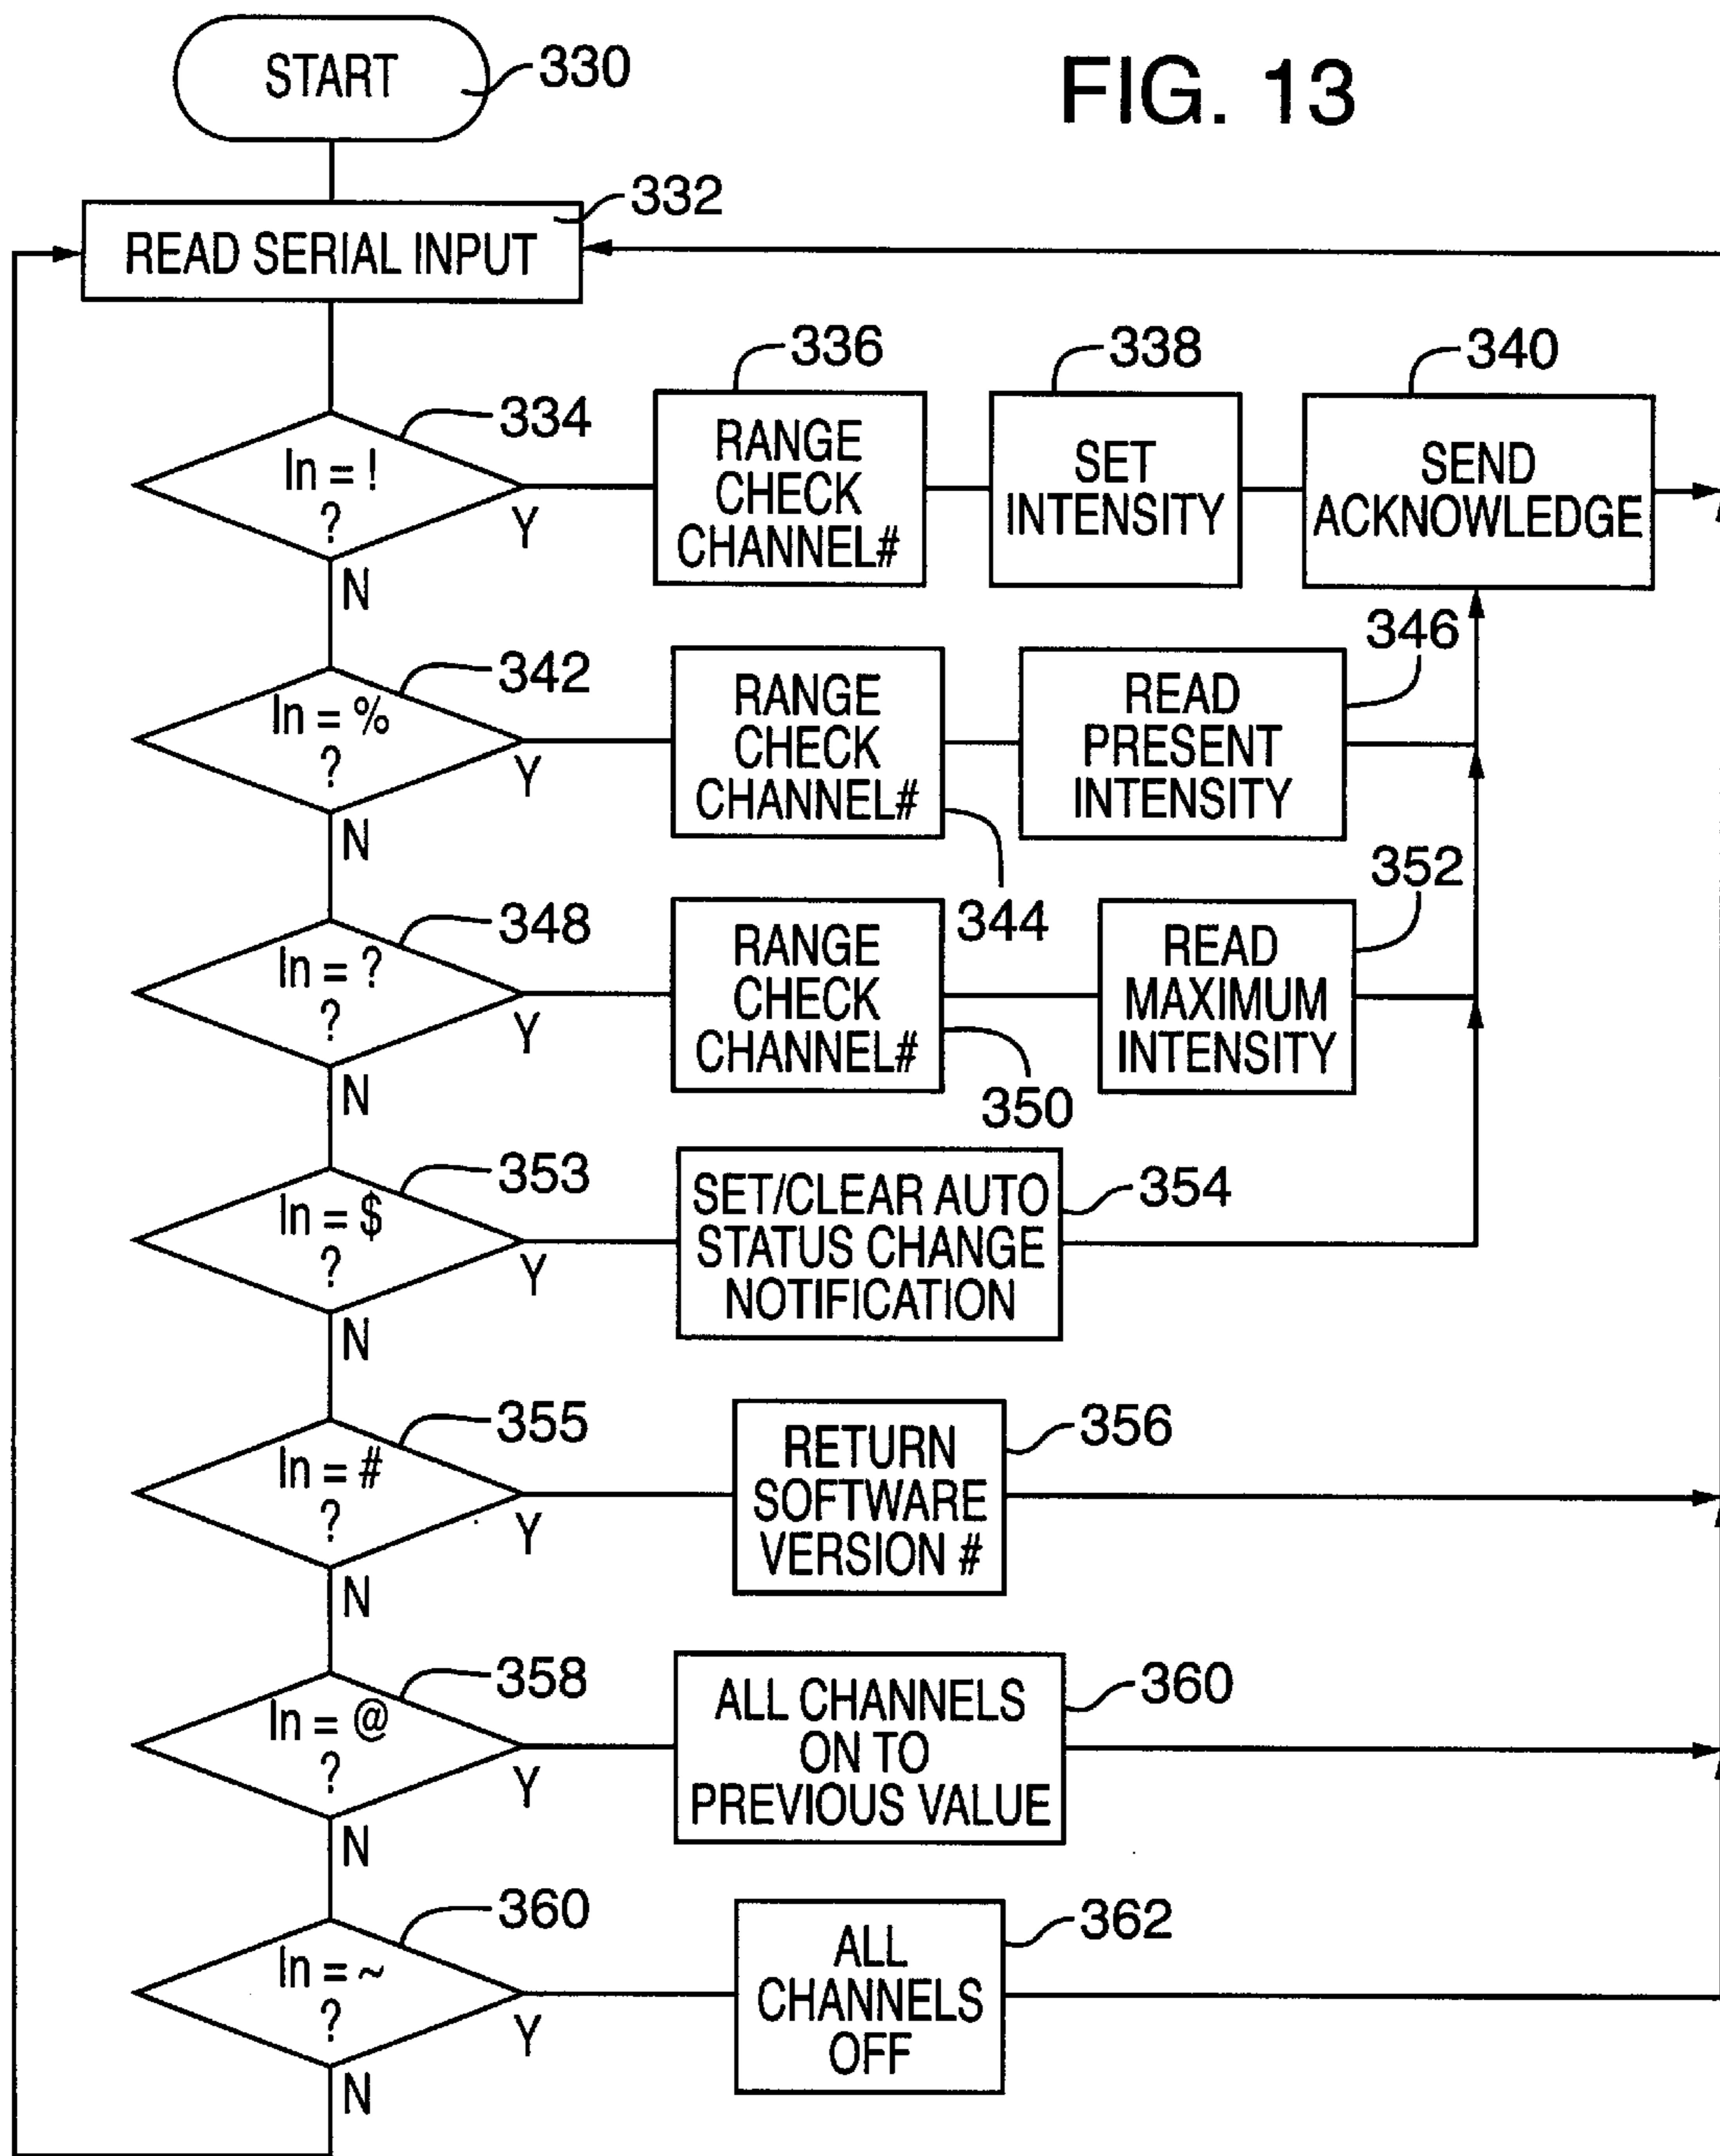 START
330
FIG. 13
332
READ SERIAL INPUT
334
In = !
?
Y
N
336
RANGE
CHECK
CHANNEL#
338
SET
INTENSITY
340
SEND
ACKNOWLEDGE
342
In = %
?
Y
N
RANGE
CHECK
CHANNEL#
344
346
READ
PRESENT
INTENSITY
348
In = ?
?
Y
N
RANGE
CHECK
CHANNEL#
350
352
READ
MAXIMUM
INTENSITY
353
In = $
?
Y
N
SET/CLEAR AUTO
STATUS CHANGE
NOTIFICATION
354
355
In = #
?
Y
N
RETURN
SOFTWARE
VERSION #
356
358
In = @
?
Y
N
ALL CHANNELS
ON TO
PREVIOUS VALUE
360
360
In = ~
?
Y
N
ALL
CHANNELS
OFF
362